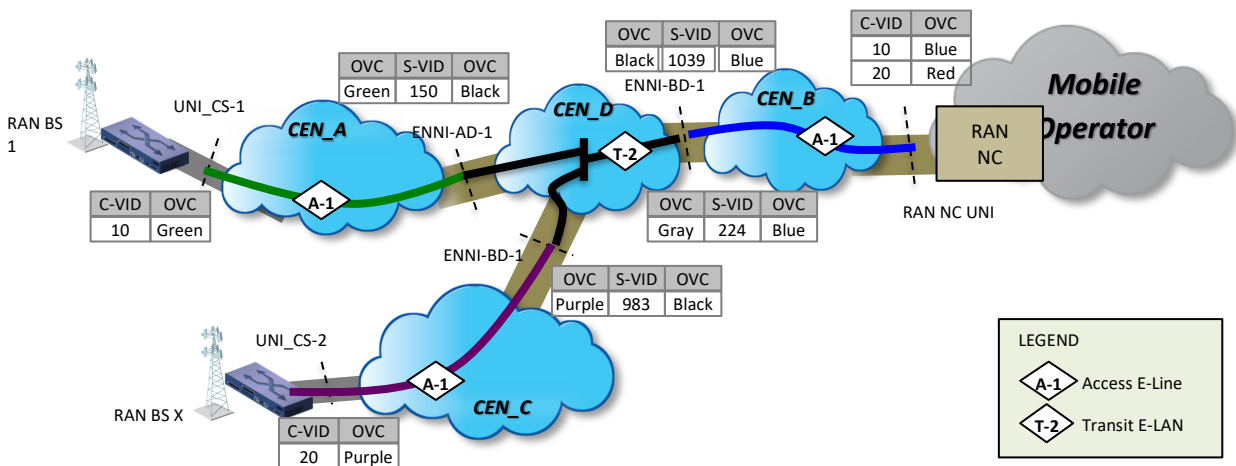 OVC S-VID OVC
Black 1039 Blue
C-VID OVC
10 Blue
20 Red
OVC S-VID OVC
Green 150 Black
ENNI-BD-1
Mobile
Operator
UNI_CS-1
CEN_A
CEN_D
CEN_B
RAN BS
1
ENNI-AD-1
RAN
NC
T-2
A-1
A-1
RAN NC UNI
C-VID OVC
10 Green
OVC S-VID OVC
Gray 224 Blue
ENNI-BD-1
OVC S-VID OVC
Purple 983 Black
UNI_CS-2
A-1
CEN_C
RAN BS X
C-VID OVC
20 Purple
LEGEND
A-1 Access E-Line
T-2 Transit E-LAN